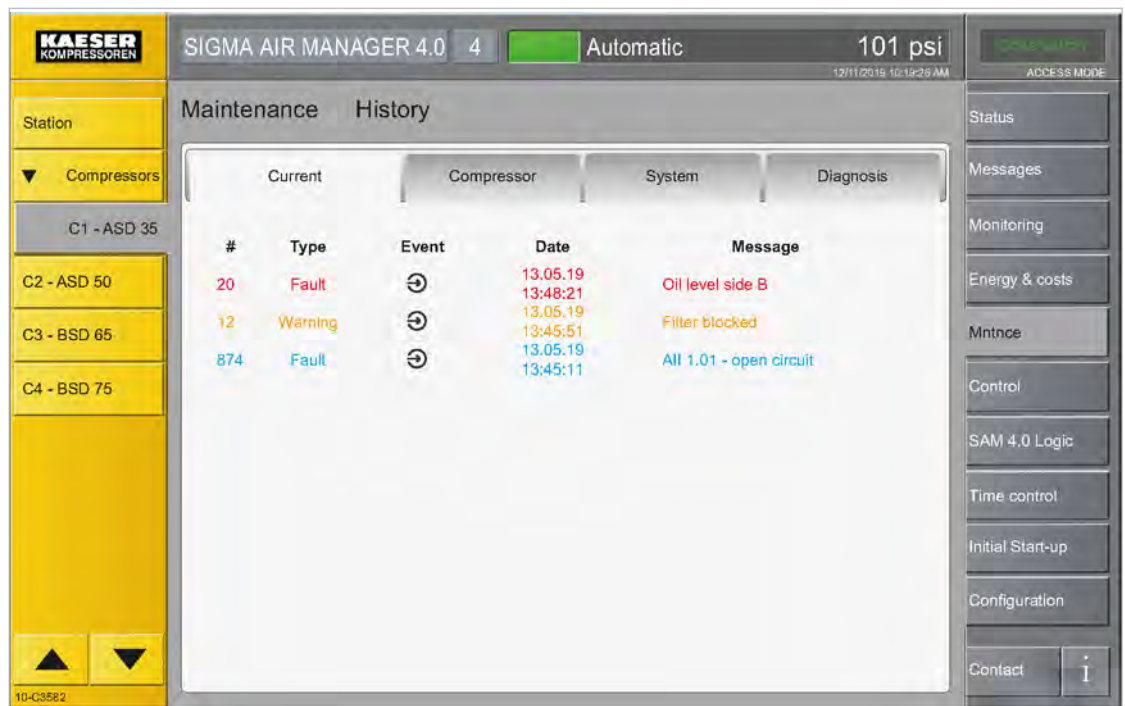 KAESER
KOMPRESSOREN
SIGMA AIR MANAGER 4.0 4 Automatic 101 psi
12/11/2019 10:19:26 AM
ACCESS MODE
Station
Compressors
C1 - ASD 35
C2 - ASD 50
C3 - BSD 65
C4 - BSD 75
10-C3582
Maintenance History
Current Compressor System Diagnosis
# Type Event Date Message
20 Fault 13.05.19 Oil level side B
13:48:21
12 Warning 13.05.19 Filter blocked
13:45:51
874 Fault 13.05.19 AII 1.01 - open circuit
13:45:11
Status
Messages
Monitoring
Energy & costs
Mntnce
Control
SAM 4.0 Logic
Time control
Initial Start-up
Configuration
Contact i